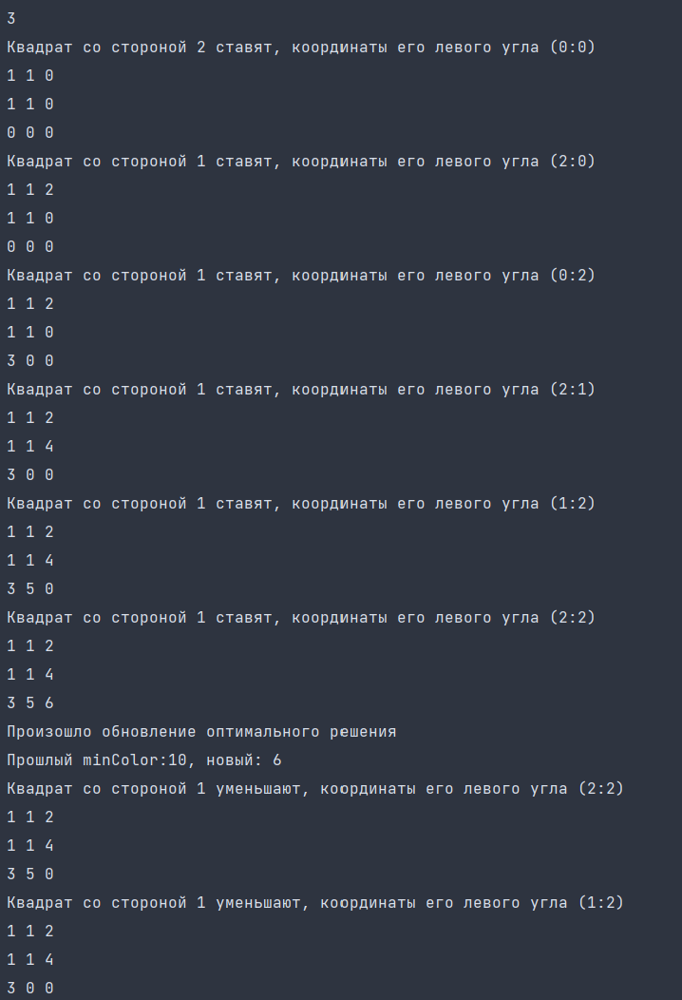 3
Квадрат со стороной 2 ставят, координаты его левого угла (0:0)
1 1 0
1 1 0
0 0 0
Квадрат со стороной 1 ставят, координаты его левого угла (2:0)
1 1 2
1 1 0
0 0 0
Квадрат со стороной 1 ставят, координаты его левого угла (0:2)
1 1 2
1 1 0
3 0 0
Квадрат со стороной 1 ставят, координаты его левого угла (2:1)
1 1 2
1 1 4
3 0 0
Квадрат со стороной 1 ставят, координаты его левого угла (1:2)
1 1 2
1 1 4
3 5 0
Квадрат со стороной 1 ставят, координаты его левого угла (2:2)
1 1 2
1 1 4
3 5 6
Произошло обновление оптимального решения
Прошлый minColor:10, новый: 6
Квадрат со стороной 1 уменьшают, координаты его левого угла (2:2)
1 1 2
1 1 4
3 5 0
Квадрат со стороной 1 уменьшают, координаты его левого угла (1:2)
1 1 2
1 1 4
3 0 0